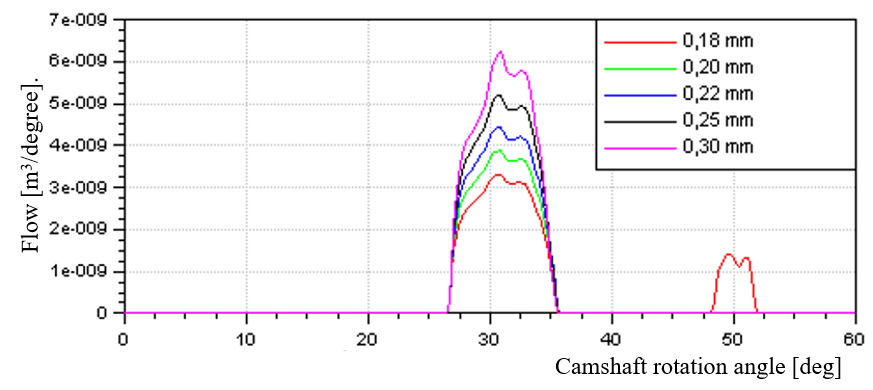 7e-009
6e-009
5e-009
4e-009
3e-009
2e-009
1e-009
0
Flow [m³/degree].
0,18 mm
0,20 mm
0,22 mm
0,25 mm
0,30 mm
0 10 20 30 40 50 60
Camshaft rotation angle [deg]